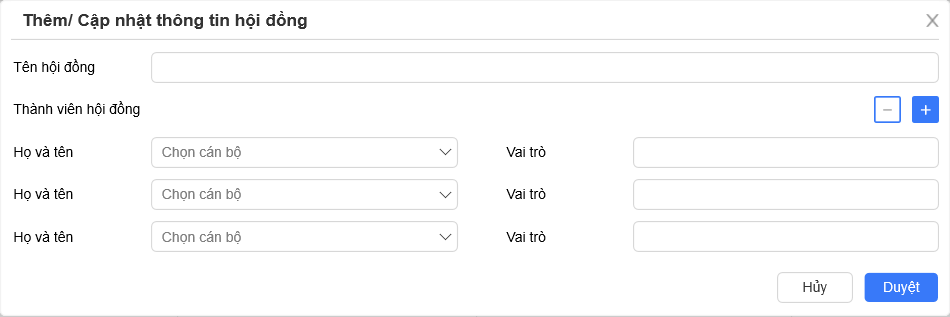 Thêm/ Cập nhật thông tin hội đồng
Tên hội đồng
Thành viên hội đồng
Họ và tên Chọn cán bộ Vai trò
Họ và tên Chọn cán bộ Vai trò
Họ và tên Chọn cán bộ Vai trò
Hủy Duyệt